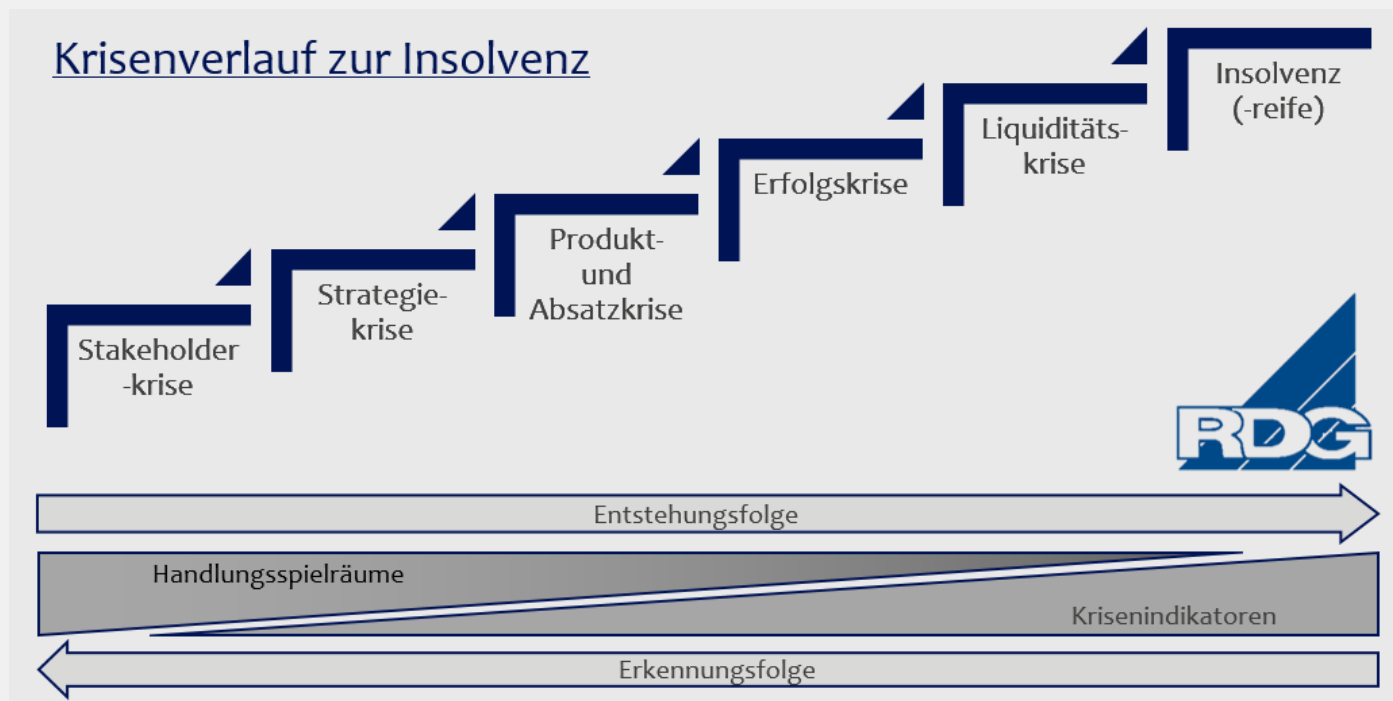 Krisenverlauf zur Insolvenz
Stakeholder
-krise
Strategie-
krise
Produkt-
und
Absatzkrise
Erfolgskrise
Liquiditäts-
krise
Insolvenz
(-reife)
RDG
Entstehungsfolge
Handlungsspielräume
Krisenindikatoren
Erkennungsfolge